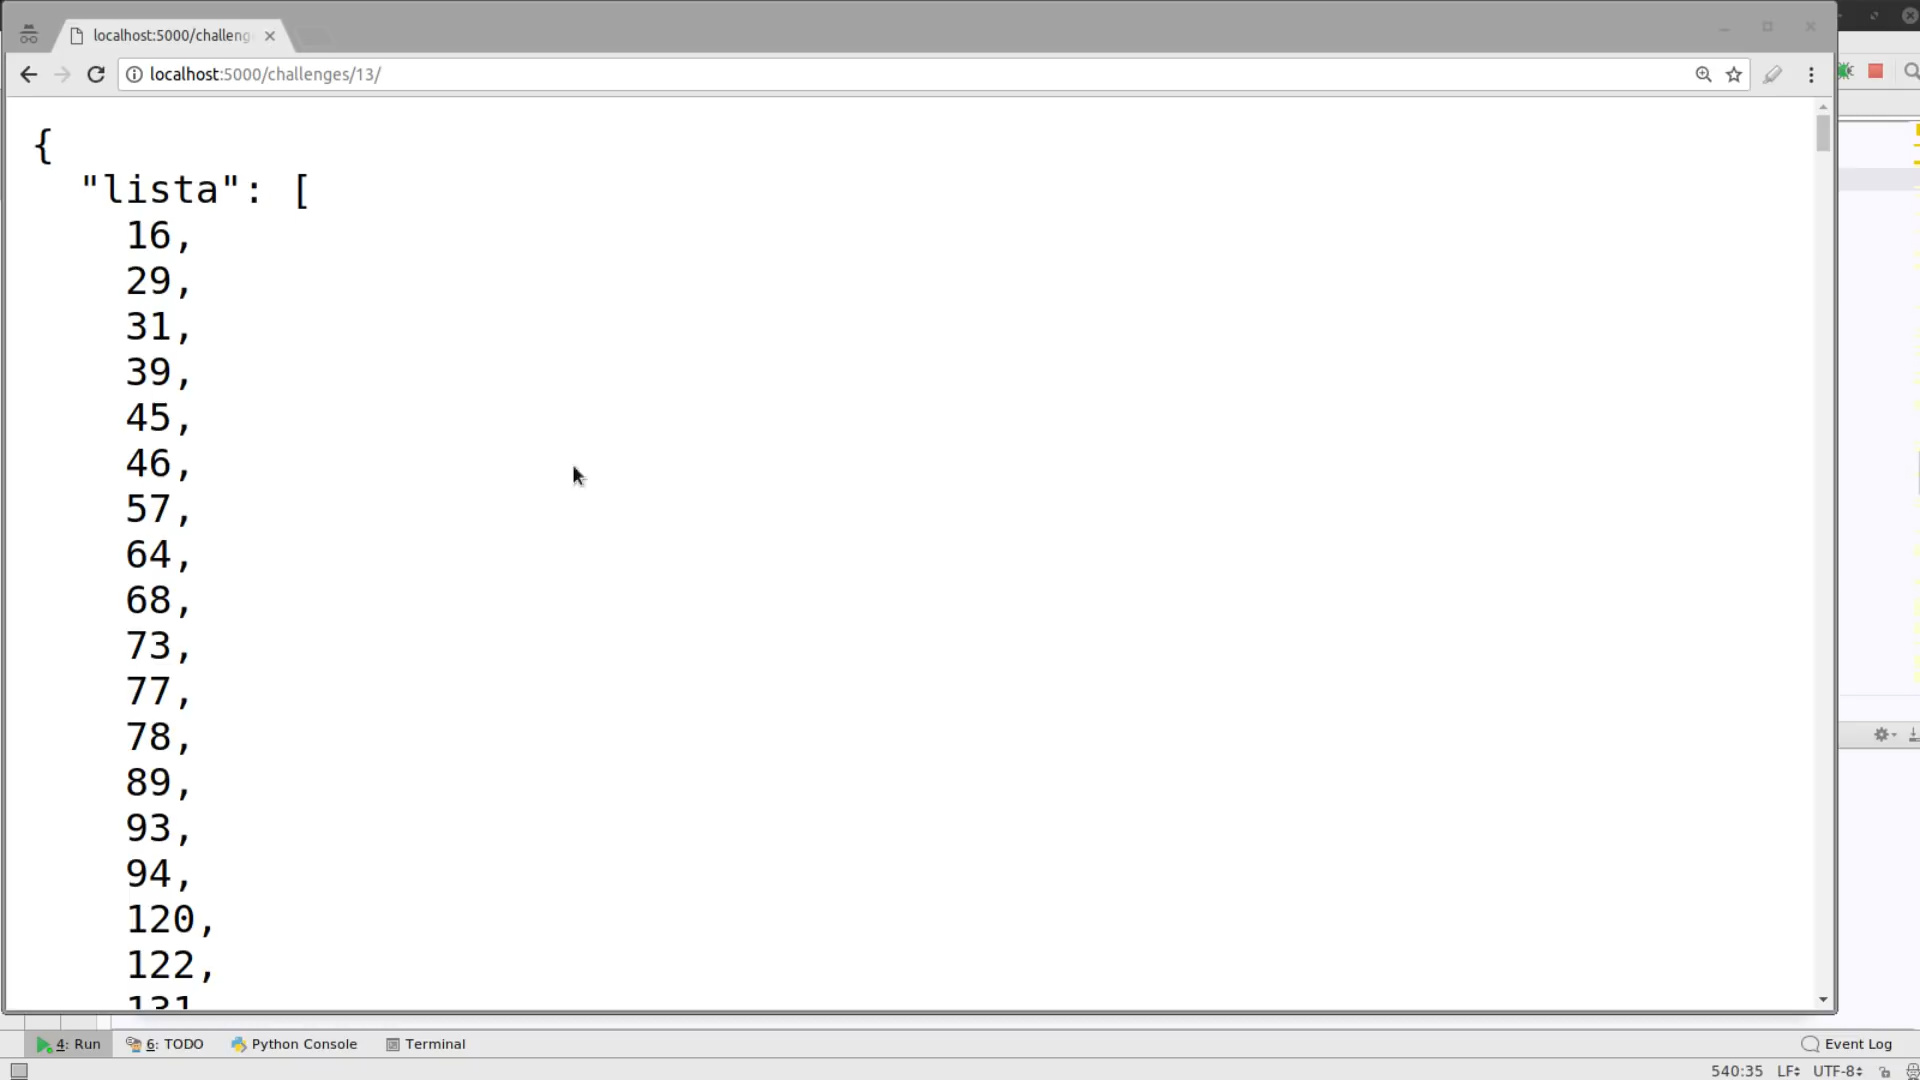 localhost:5000/challeng
localhost:5000/challenges/13/
{
"lista": [
16,
29,
31,
39,
45,
46,
57,
64,
68,
73,
77,
78,
89,
93,
94,
120,
122,
131
4: Run
6: TODO
Python Console
Terminal
Event Log
540:35
LF
UTF-8